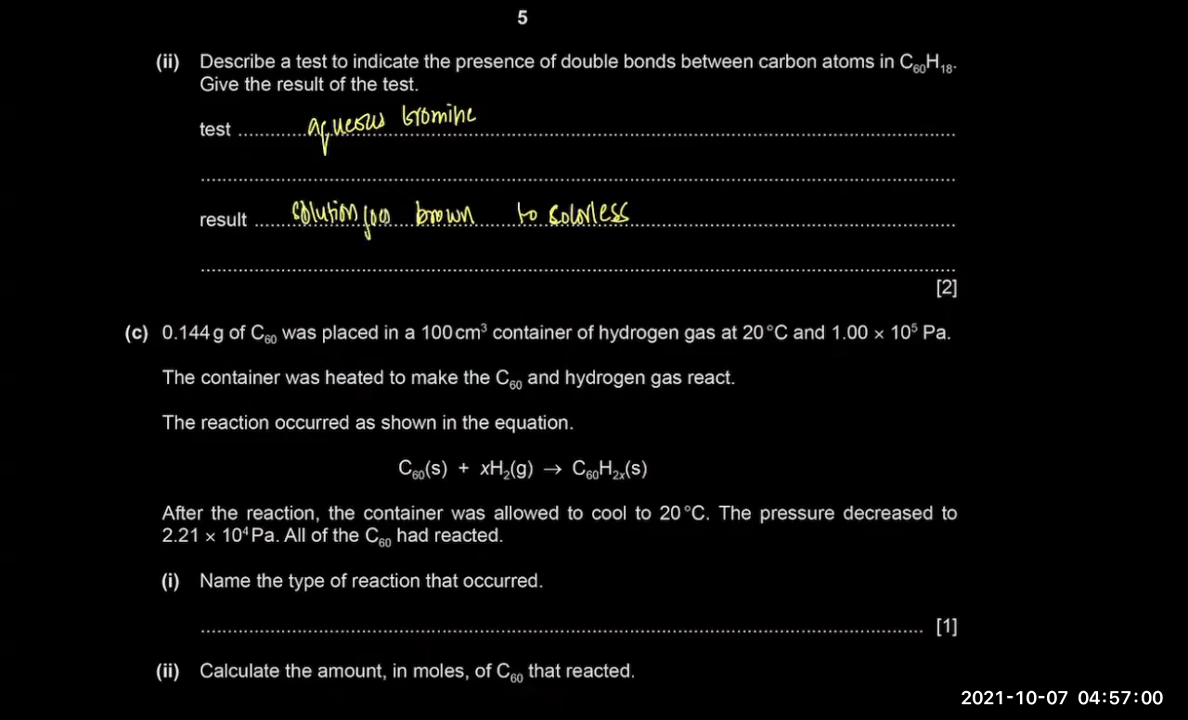 5
(ii) Describe a test to indicate the presence of double bonds between carbon atoms in C₆₀H₁₈.
Give the result of the test.
test aqueous bromine
result solution goes brown to colorless
[2]
(c) 0.144 g of C₆₀ was placed in a 100 cm³ container of hydrogen gas at 20 °C and 1.00 × 10⁵ Pa.
The container was heated to make the C₆₀ and hydrogen gas react.
The reaction occurred as shown in the equation.
C₆₀(s) + xH₂(g) → C₆₀H₂ₓ(s)
After the reaction, the container was allowed to cool to 20 °C. The pressure decreased to
2.21 × 10⁴ Pa. All of the C₆₀ had reacted.
(i) Name the type of reaction that occurred.
[1]
(ii) Calculate the amount, in moles, of C₆₀ that reacted.
2021-10-07 04:57:00